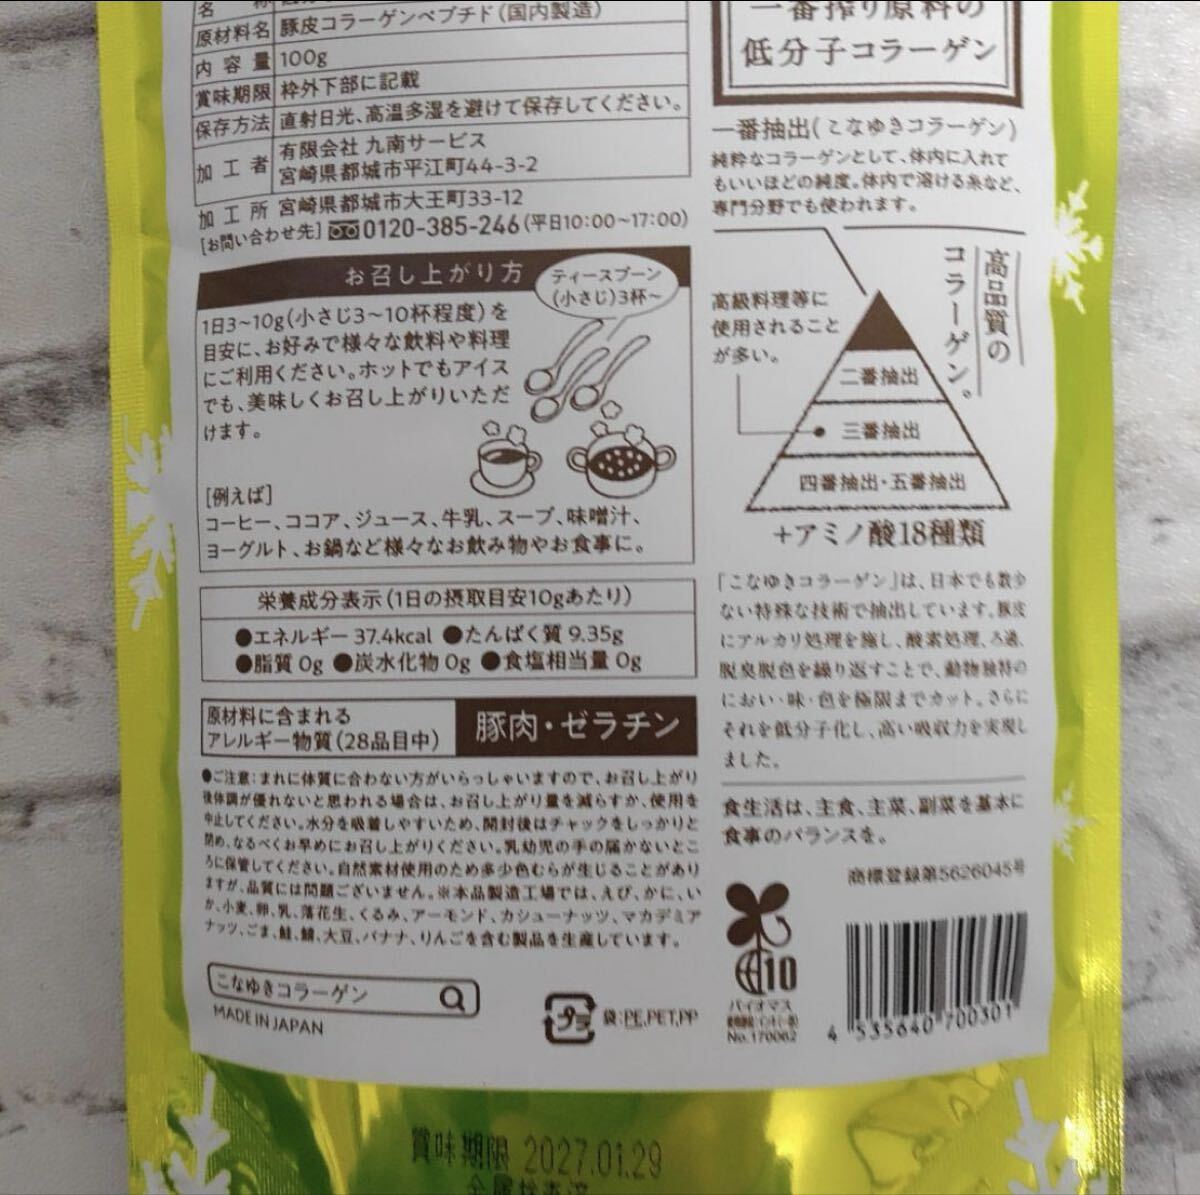 名 称
原材料名 豚皮コラーゲンペプチド(国内製造)
内容量 100g
賞味期限 枠外下部に記載
保存方法 直射日光、高温多湿を避けて保存してください。
加工者 有限会社 九南サービス
宮崎県都城市平江町44-3-2
加工所 宮崎県都城市大王町33-12
[お問い合わせ先] 0120-385-246(平日10:00~17:00)
お召し上がり方
ティースプーン
(小さじ)3杯~
1日3~10g(小さじ3~10杯程度)を
目安に、お好みで様々な飲料や料理
にご利用ください。ホットでもアイス
でも、美味しくお召し上がりいただ
けます。
[例えば]
コーヒー、ココア、ジュース、牛乳、スープ、味噌汁、
ヨーグルト、お鍋など様々なお飲み物やお食事に。
栄養成分表示(1日の摂取目安10gあたり)
●エネルギー 37.4kcal ●たんぱく質 9.35g
●脂質 0g ●炭水化物 0g ●食塩相当量 0g
原材料に含まれる
アレルギー物質(28品目中)
豚肉・ゼラチン
●ご注意:まれに体質に合わない方がいらっしゃいますので、お召し上がり
後体調が優れないと思われる場合は、お召し上がり量を減らすか、使用を
中止してください。水分を吸着しやすいため、開封後はチャックをしっかりと
閉め、なるべくお早めにお召し上がりください。乳幼児の手の届かないとこ
ろに保管してください。自然素材使用のため多少色むらが生じることがあり
ますが、品質には問題ございません。※本品製造工場では、えび、かに、い
か、小麦、卵、乳、落花生、くるみ、アーモンド、カシューナッツ、マカデミア
ナッツ、ごま、鮭、鯖、大豆、バナナ、りんごを含む製品を生産しています。
こなゆきコラーゲン
MADE IN JAPAN
プラ
袋:PE,PET,PP
一番搾り原料の
低分子コラーゲン
一番抽出(こなゆきコラーゲン)
純粋なコラーゲンとして、体内に入れて
もいいほどの純度。体内で溶ける糸など、
専門分野でも使われます。
高品質の
コラーゲン。
高級料理等に
使用されること
が多い。
二番抽出
三番抽出
四番抽出・五番抽出
+アミノ酸18種類
「こなゆきコラーゲン」は、日本でも数少
ない特殊な技術で抽出しています。豚皮
にアルカリ処理を施し、酸素処理、ろ過、
脱臭脱色を繰り返すことで、動物独特の
におい・味・色を極限までカット。さらに
それを低分子化し、高い吸収力を実現し
ました。
食生活は、主食、主菜、副菜を基本に
食事のバランスを。
商標登録第5626045号
10
バイオマス
No.170062
4 535640 700301
賞味期限 2027.01.29